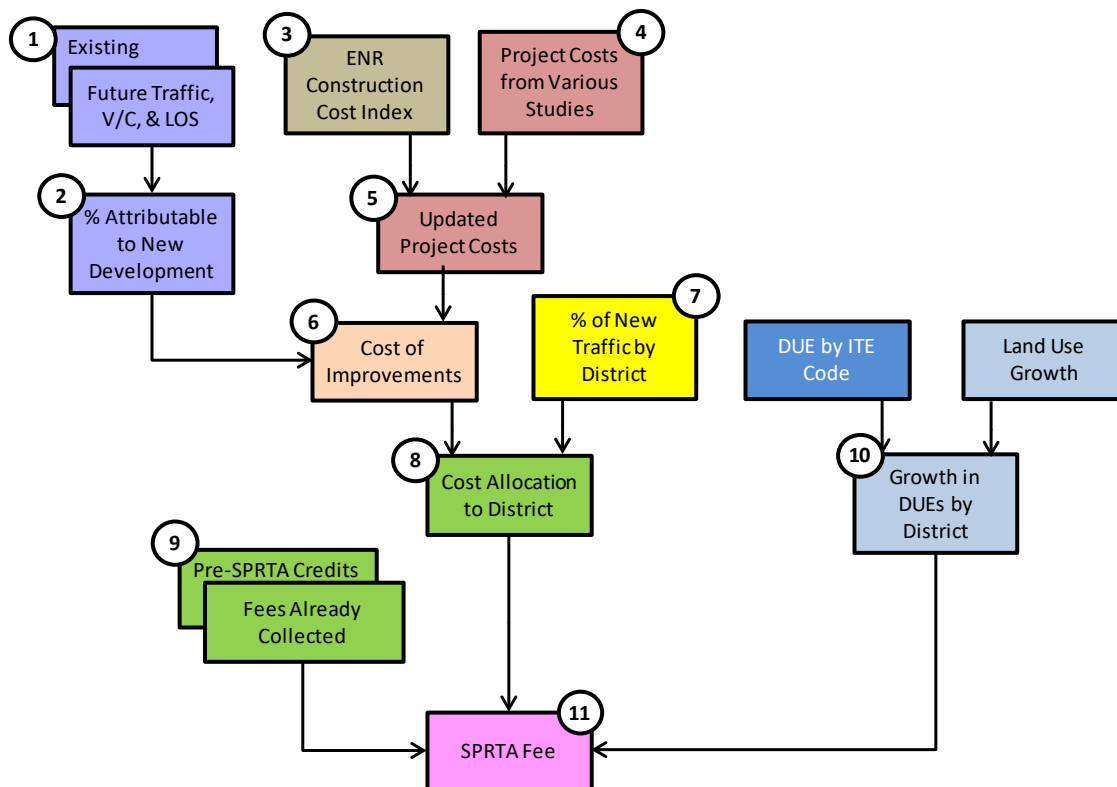 1
Existing
Future Traffic,
V/C, & LOS
3
ENR
Construction
Cost Index
4
Project Costs
from Various
Studies
2
% Attributable
to New
Development
5
Updated
Project Costs
6
Cost of
Improvements
7
% of New
Traffic by
District
DUE by ITE
Code
Land Use
Growth
8
Cost Allocation
to District
10
Growth in
DUEs by
District
9
Pre-SPRTA Credits
Fees Already
Collected
11
SPRTA Fee